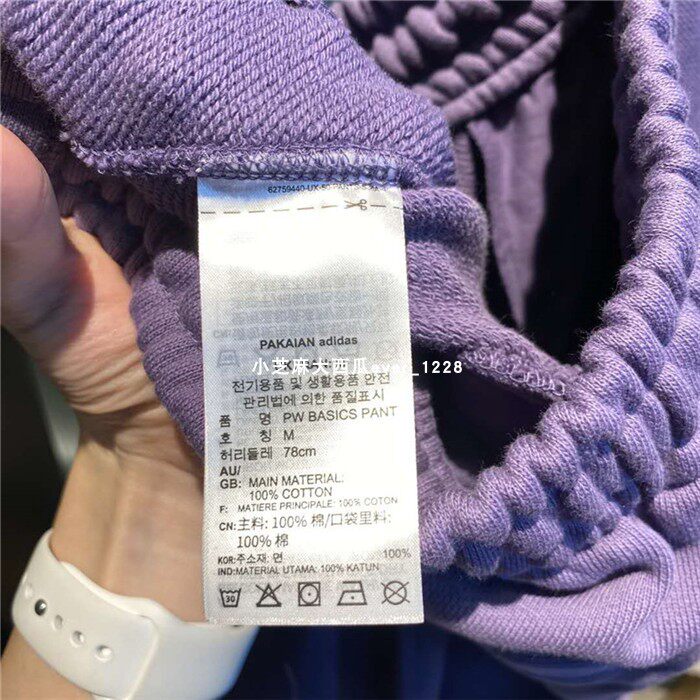 PAKAIAN adidas
小芝麻大西瓜
_1228
전기용품 및 생활용품 안전
관리법에 의한 품질표시
품 명 PW BASICS PANT
호 칭 M
허리둘레 78cm
AU/
GB: MAIN MATERIAL:
100% COTTON
F: MATIERE PRINCIPALE: 100% COTON
CN:主料: 100% 棉/口袋里料:
100% 棉
KOR:주소재: 면 100%
IND:MATERIAL UTAMA: 100% KATUN
30